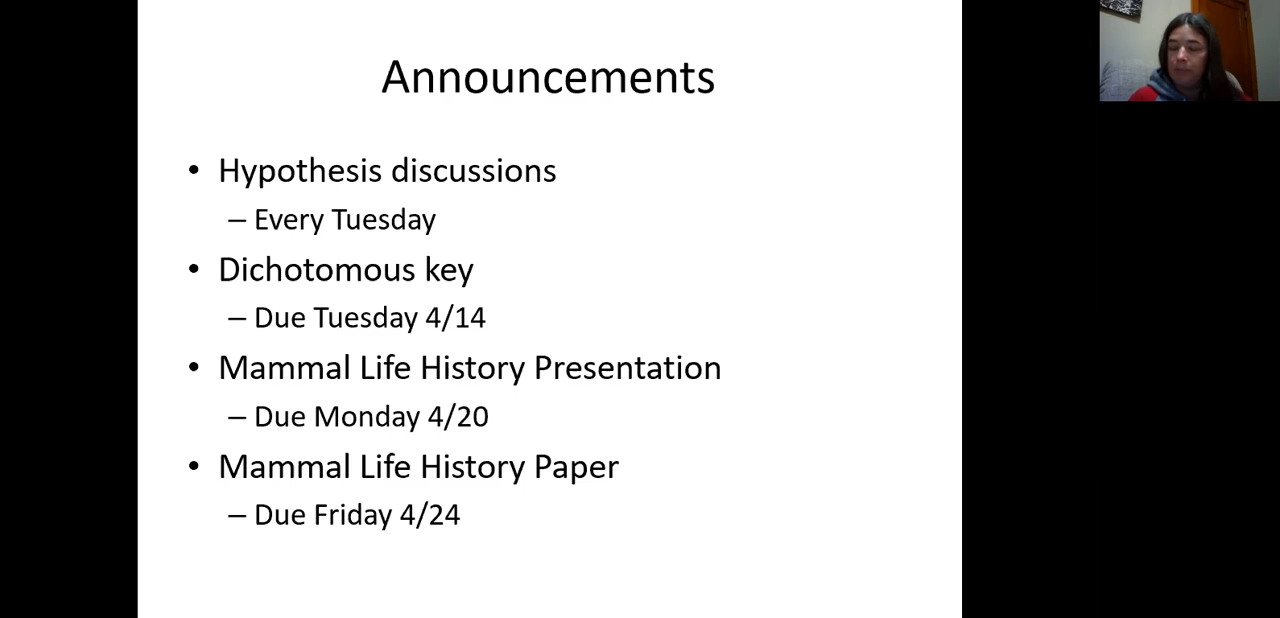 Announcements
• Hypothesis discussions
– Every Tuesday
• Dichotomous key
– Due Tuesday 4/14
• Mammal Life History Presentation
– Due Monday 4/20
• Mammal Life History Paper
– Due Friday 4/24